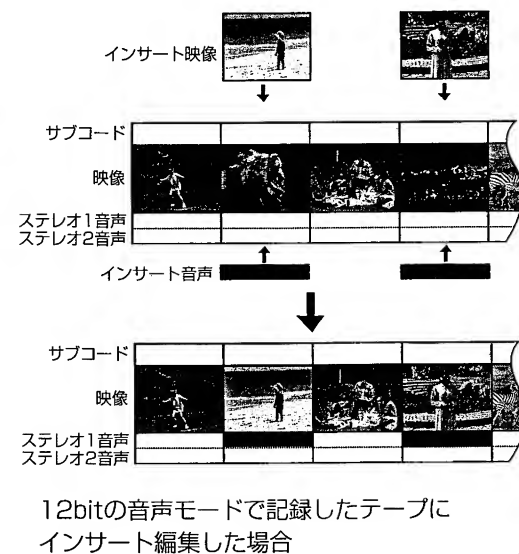 インサート映像
サブコード
映像
ステレオ1音声
ステレオ2音声
インサート音声
サブコード
映像
ステレオ1音声
ステレオ2音声
12bitの音声モードで記録したテープに
インサート編集した場合